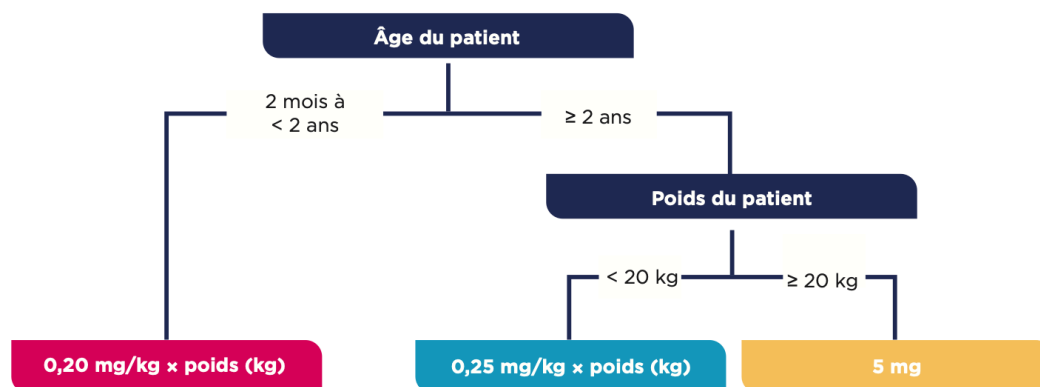 Âge du patient
2 mois à
< 2 ans
≥ 2 ans
Poids du patient
< 20 kg
≥ 20 kg
0,20 mg/kg × poids (kg)
0,25 mg/kg × poids (kg)
5 mg